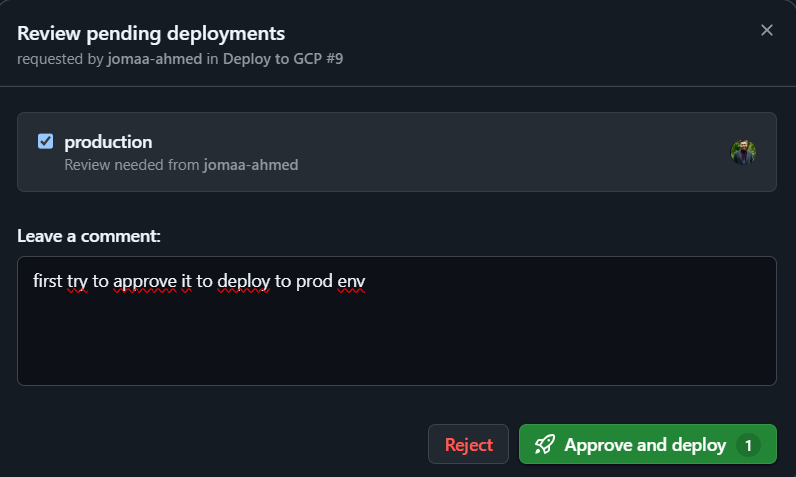 Review pending deployments
requested by jomaa-ahmed in Deploy to GCP #9
production
Review needed from jomaa-ahmed
Leave a comment:
first try to approve it to deploy to prod env
Reject
Approve and deploy 1